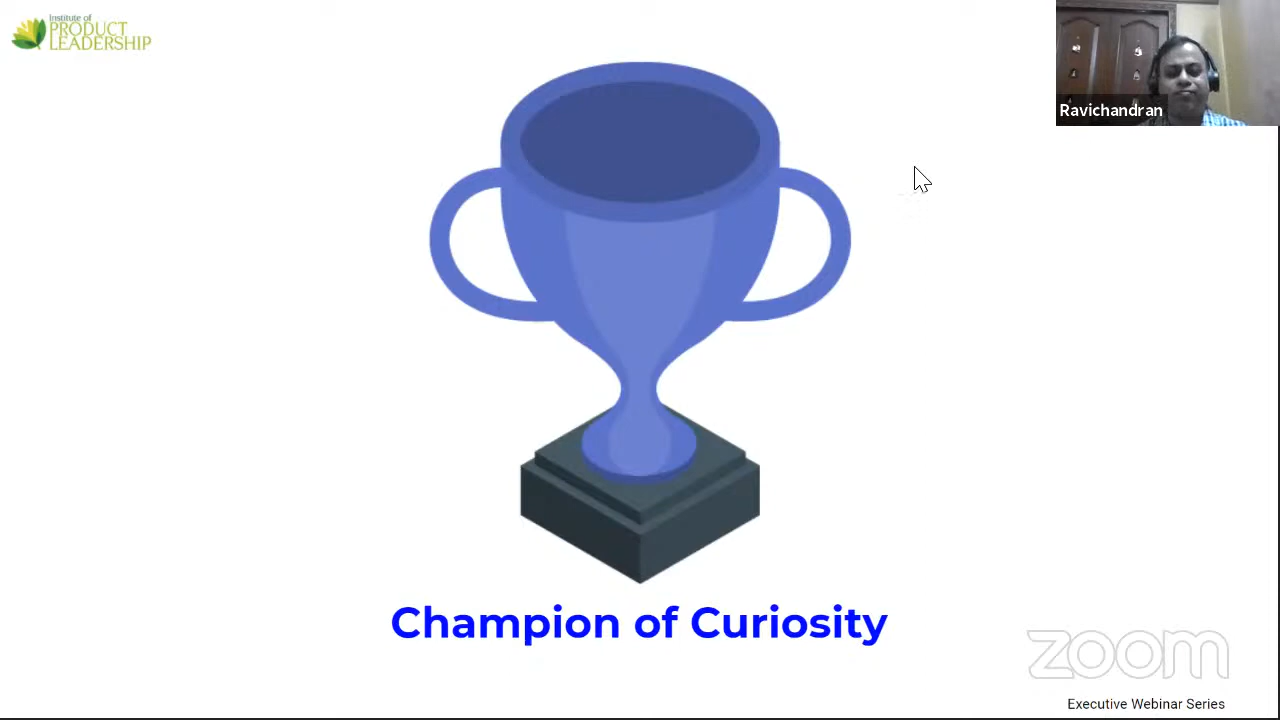 Institute of
PRODUCT
LEADERSHIP
Ravichandran
Champion of Curiosity
zoom
Executive Webinar Series